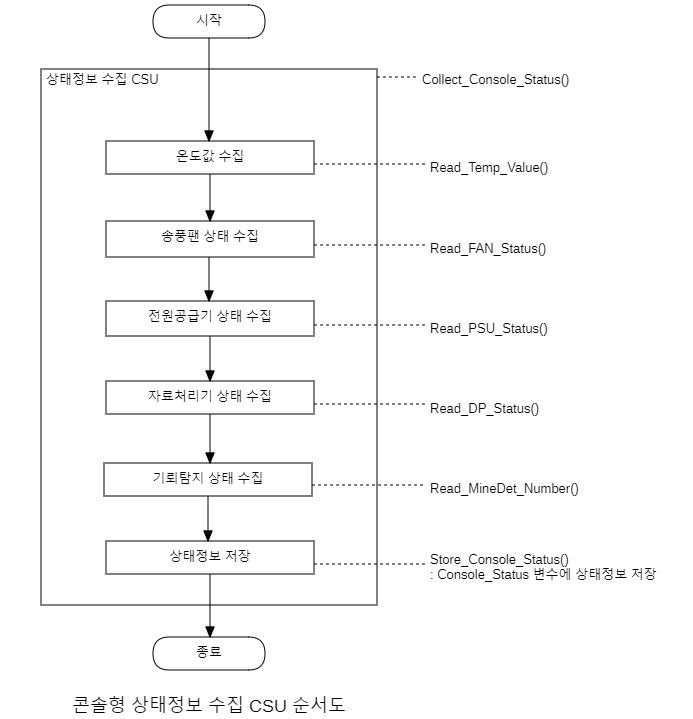 시작
상태정보 수집 CSU
Collect_Console_Status()
온도값 수집
Read_Temp_Value()
송풍팬 상태 수집
Read_FAN_Status()
전원공급기 상태 수집
Read_PSU_Status()
자료처리기 상태 수집
Read_DP_Status()
기뢰탐지 상태 수집
Read_MineDet_Number()
상태정보 저장
Store_Console_Status()
: Console_Status 변수에 상태정보 저장
종료
콘솔형 상태정보 수집 CSU 순서도